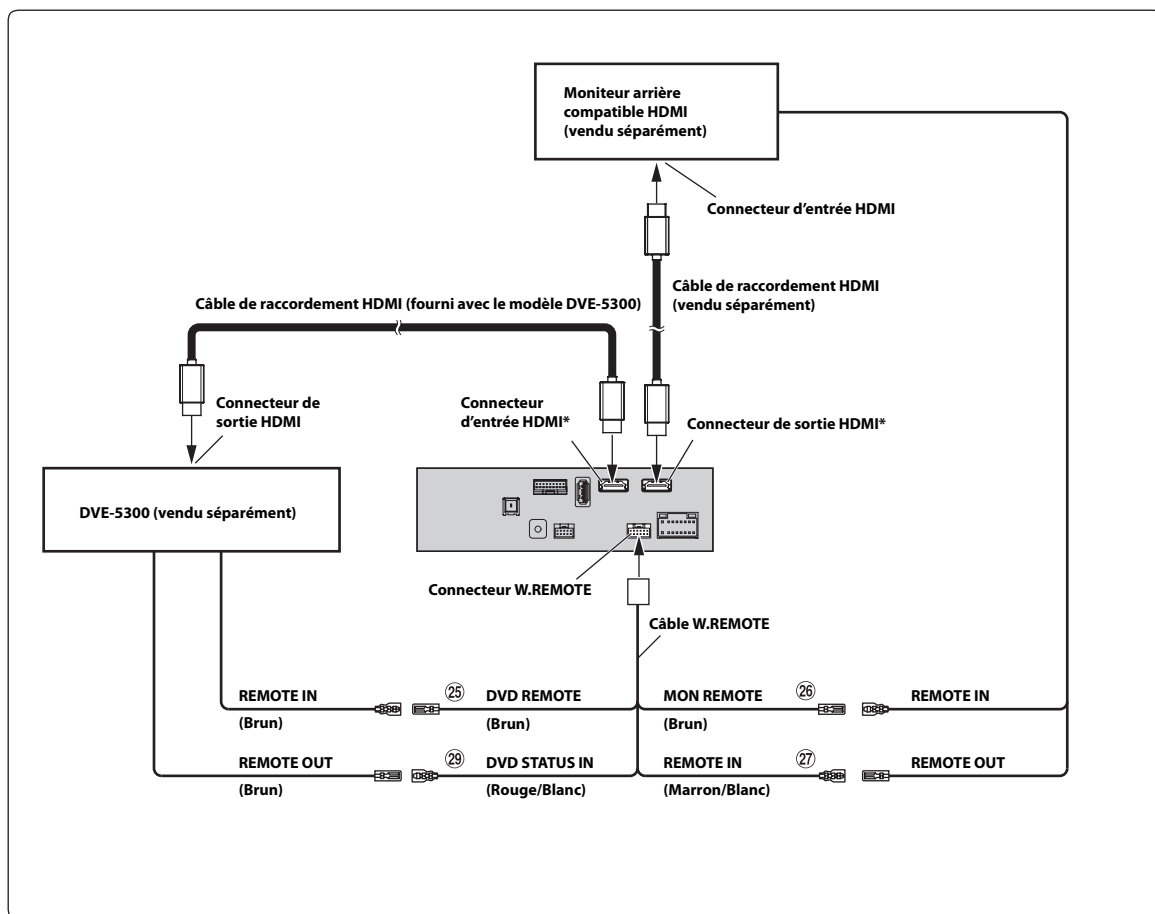 Moniteur arrière
compatible HDMI
(vendu séparément)
Connecteur d’entrée HDMI
Câble de raccordement HDMI
(vendu séparément)
Câble de raccordement HDMI (fourni avec le modèle DVE-5300)
Connecteur de
sortie HDMI
Connecteur
d’entrée HDMI*
Connecteur de sortie HDMI*
DVE-5300 (vendu séparément)
Connecteur W.REMOTE
Câble W.REMOTE
REMOTE IN
(Brun)
㉕
DVD REMOTE
(Brun)
MON REMOTE
(Brun)
㉖
REMOTE IN
REMOTE OUT
(Brun)
㉙
DVD STATUS IN
(Rouge/Blanc)
REMOTE IN
(Marron/Blanc)
㉗
REMOTE OUT